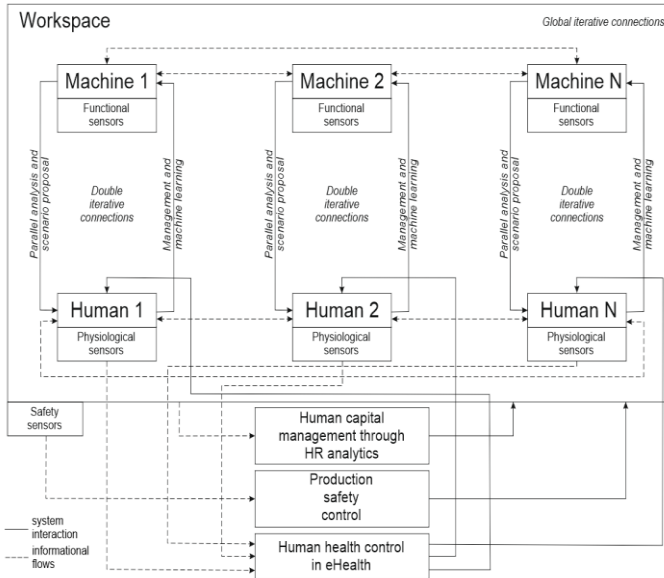 Workspace
Global iterative connections
Machine 1
Functional
sensors
Machine 2
Functional
sensors
Machine N
Functional
sensors
Parallel analysis and
scenario proposal
Double
iterative
connections
Management and
machine learning
Parallel analysis and
scenario proposal
Double
iterative
connections
Management and
machine learning
Parallel analysis and
scenario proposal
Double
iterative
connections
Management and
machine learning
Human 1
Physiological
sensors
Human 2
Physiological
sensors
Human N
Physiological
sensors
Safety
sensors
Human capital
management through
HR analytics
Production
safety
control
Human health control
in eHealth
system
interaction
informational
flows